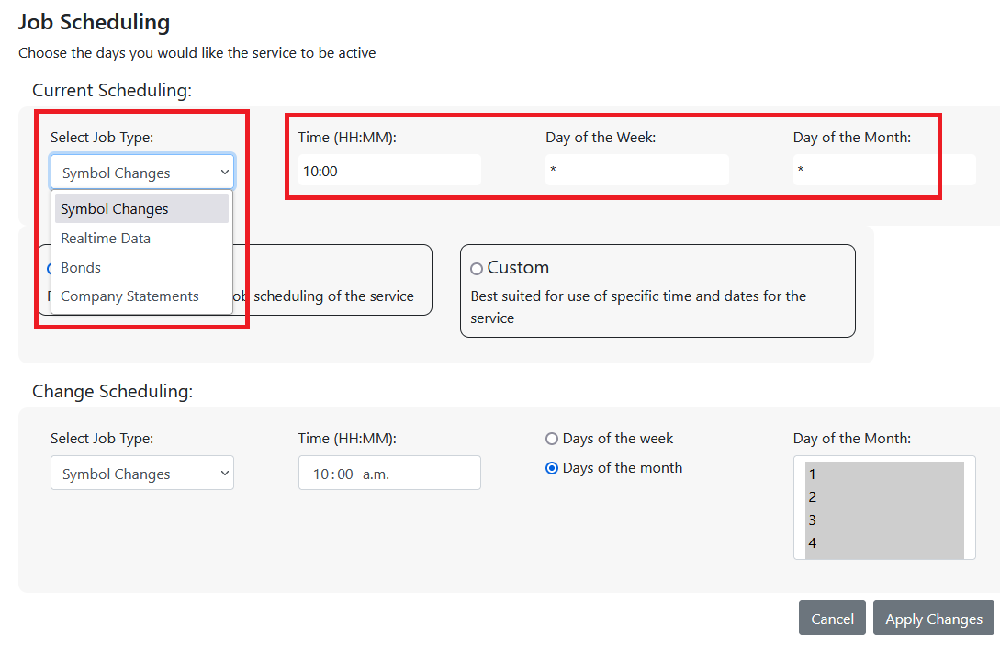 Job Scheduling
Choose the days you would like the service to be active
Current Scheduling:
Select Job Type:
Time (HH:MM):
Day of the Week:
Day of the Month:
Symbol Changes
10:00
*
*
Symbol Changes
Realtime Data
Bonds
Company Statements
scheduling of the service
Custom
Best suited for use of specific time and dates for the
service
Change Scheduling:
Select Job Type:
Time (HH:MM):
Days of the week
Day of the Month:
Symbol Changes
10:00 a.m.
Days of the month
1
2
3
4
Cancel
Apply Changes